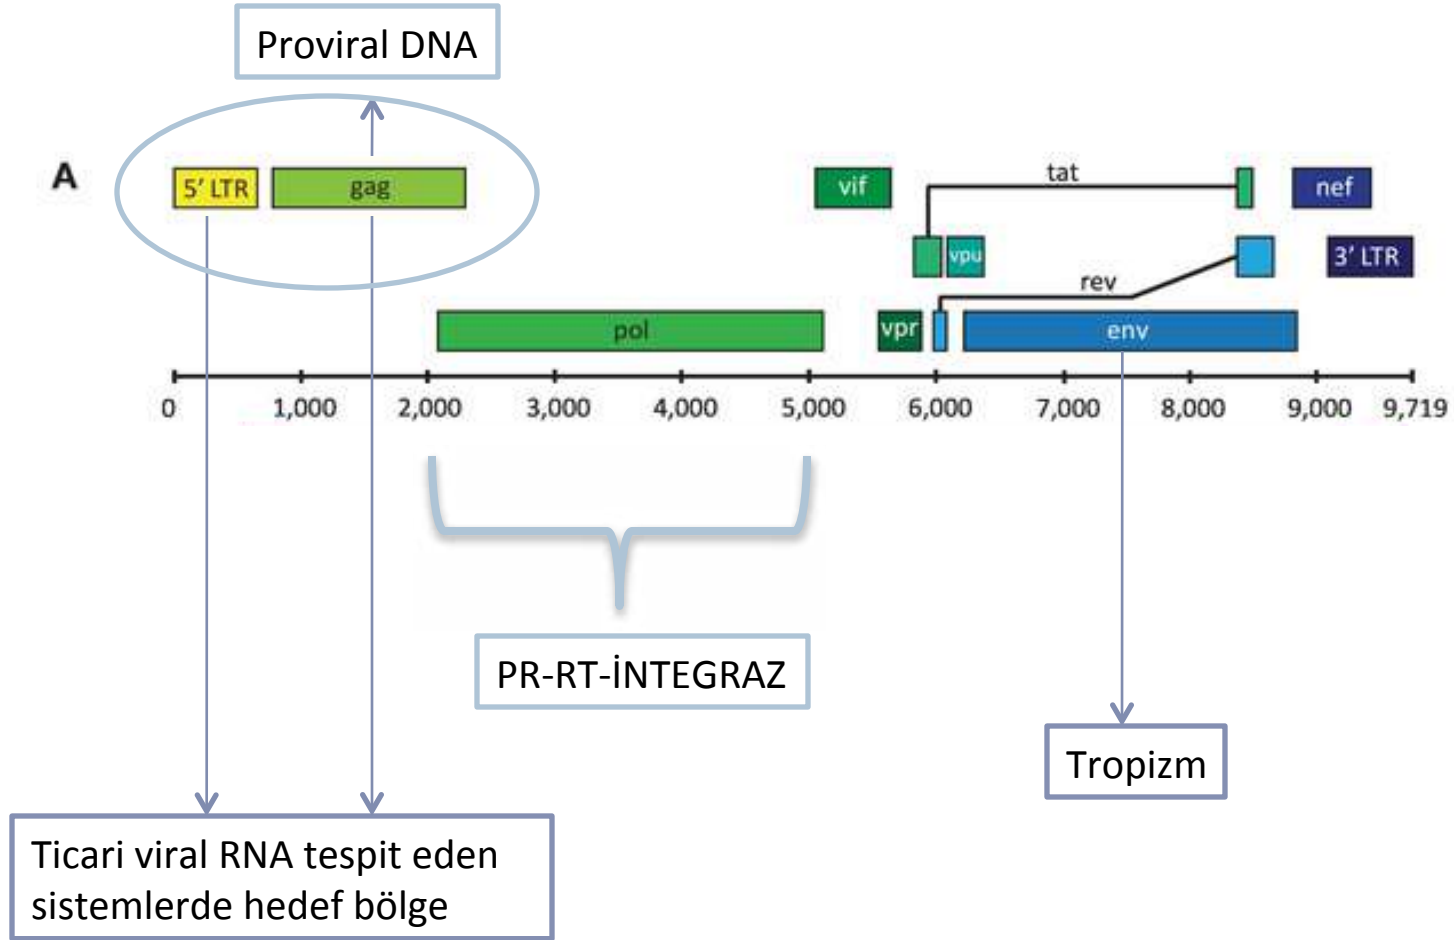 Proviral DNA
A
5' LTR
gag
vif
tat
nef
vpu
3' LTR
rev
pol
vpr
env
0
1,000
2,000
3,000
4,000
5,000
6,000
7,000
8,000
9,000
9,719
PR-RT-İNTEGRAZ
Tropizm
Ticari viral RNA tespit eden
sistemlerde hedef bölge